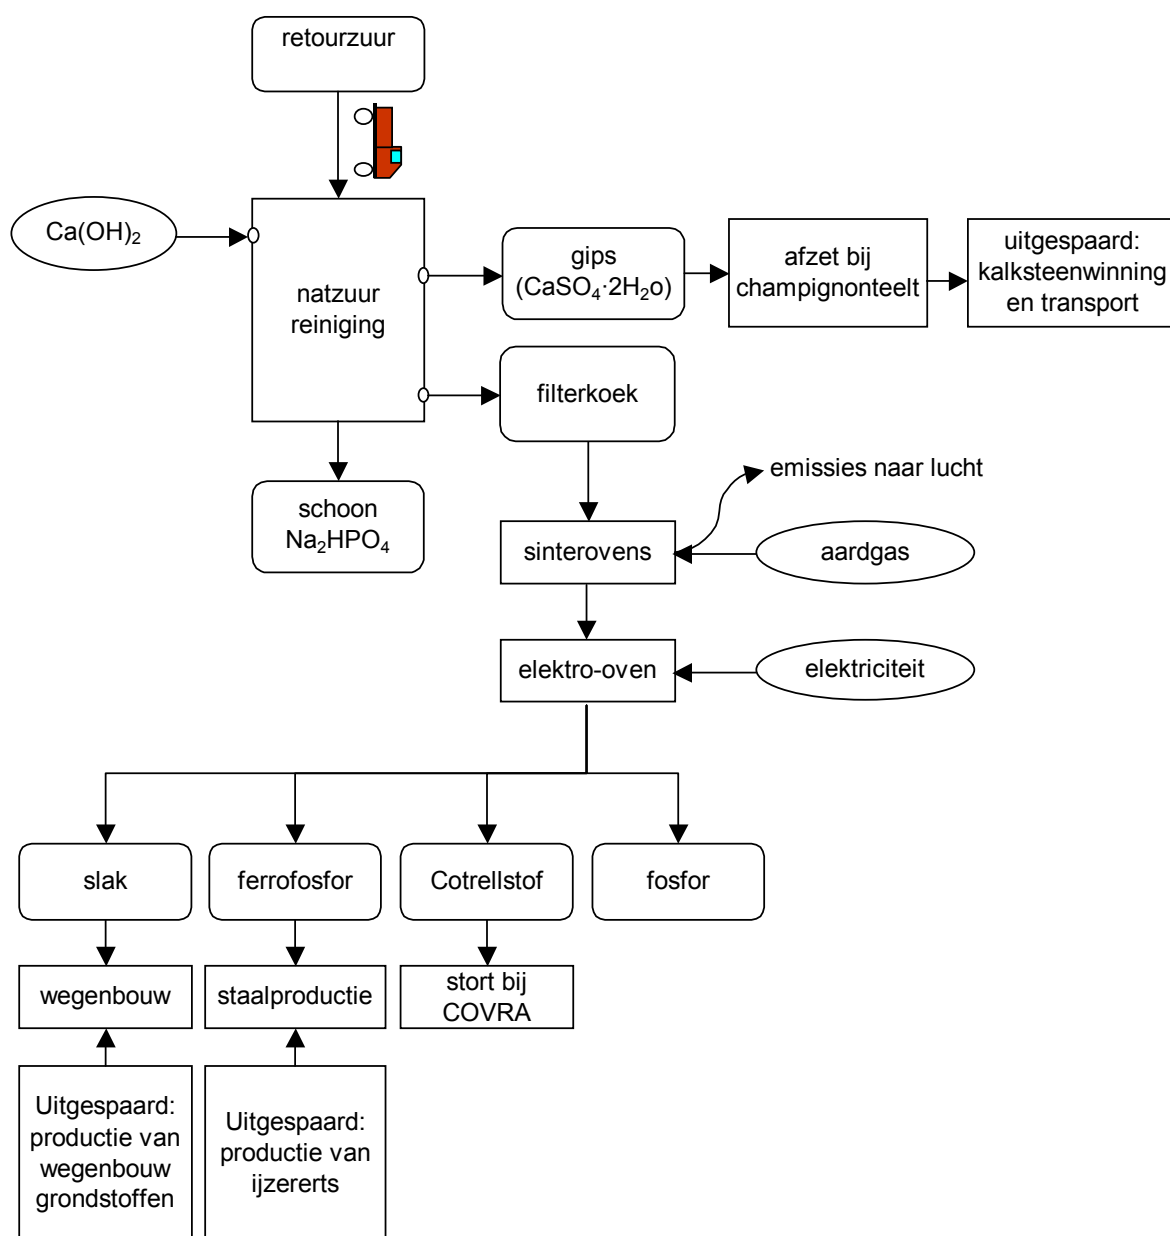 retourzuur
Ca(OH)₂
natzuur
reiniging
gips
(CaSO₄·2H₂o)
afzet bij
champignonteelt
uitgespaard:
kalksteenwinning
en transport
filterkoek
schoon
Na₂HPO₄
emissies naar lucht
sinterovens
aardgas
elektro-oven
elektriciteit
slak
ferrofosfor
Cotrellstof
fosfor
wegenbouw
staalproductie
stort bij
COVRA
Uitgespaard:
productie van
wegenbouw
grondstoffen
Uitgespaard:
productie van
ijzererts